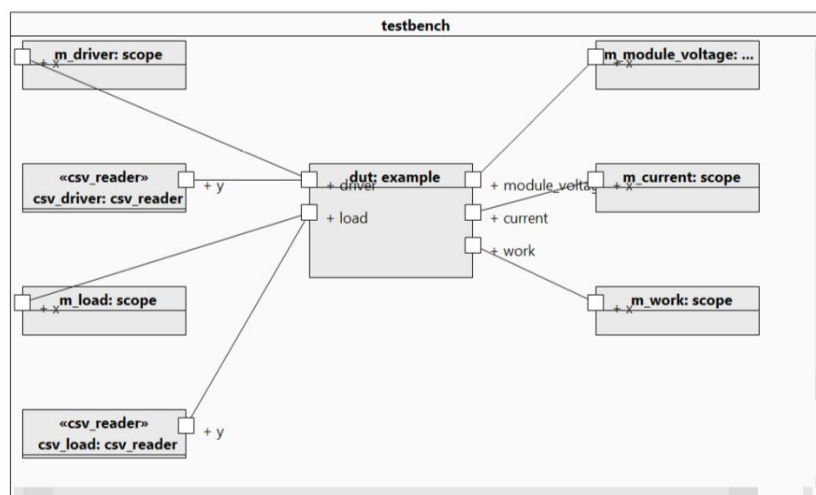 testbench
m_driver: scope
+ x
m_module_voltage: ...
+ x
«csv_reader»
csv_driver: csv_reader
+ y
dut: example
+ driver
+ load
+ module_voltag
+ current
+ work
m_current: scope
+ x
m_load: scope
+ x
m_work: scope
+ x
«csv_reader»
csv_load: csv_reader
+ y